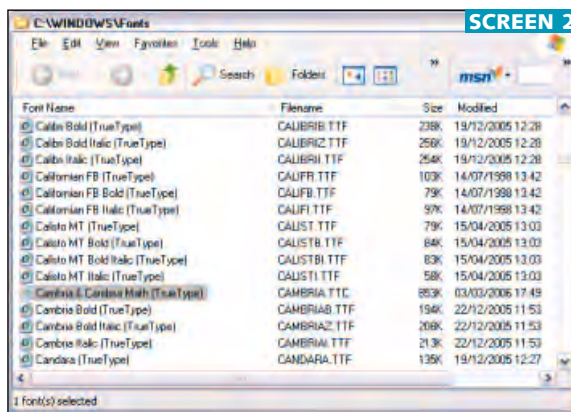 C:\WINDOWS\Fonts
SCREEN 2
File Edit View Favorites Tools Help
Search Folders » msn »
Font Name Filename Size Modified
Calibri Bold (TrueType) CALIBRIB.TTF 238K 19/12/2005 12:28
Calibri Bold Italic (TrueType) CALIBRIZ.TTF 256K 19/12/2005 12:28
Calibri Italic (TrueType) CALIBRII.TTF 254K 19/12/2005 12:28
Californian FB (TrueType) CALIFR.TTF 103K 14/07/1998 13:42
Californian FB Bold (TrueType) CALIFB.TTF 79K 14/07/1998 13:42
Californian FB Italic (TrueType) CALIFI.TTF 97K 14/07/1998 13:42
Calisto MT (TrueType) CALIST.TTF 79K 15/04/2005 13:03
Calisto MT Bold (TrueType) CALISTB.TTF 84K 15/04/2005 13:03
Calisto MT Bold Italic (TrueType) CALISTBI.TTF 83K 15/04/2005 13:03
Calisto MT Italic (TrueType) CALISTI.TTF 58K 15/04/2005 13:03
Cambria & Cambria Math (TrueType) CAMBRIA.TTC 853K 03/03/2006 17:49
Cambria Bold (TrueType) CAMBRIAB.TTF 194K 22/12/2005 11:53
Cambria Bold Italic (TrueType) CAMBRIAZ.TTF 208K 22/12/2005 11:53
Cambria Italic (TrueType) CAMBRIAI.TTF 213K 22/12/2005 11:53
Candara (TrueType) CANDARA.TTF 135K 19/12/2005 12:27
1 font(s) selected